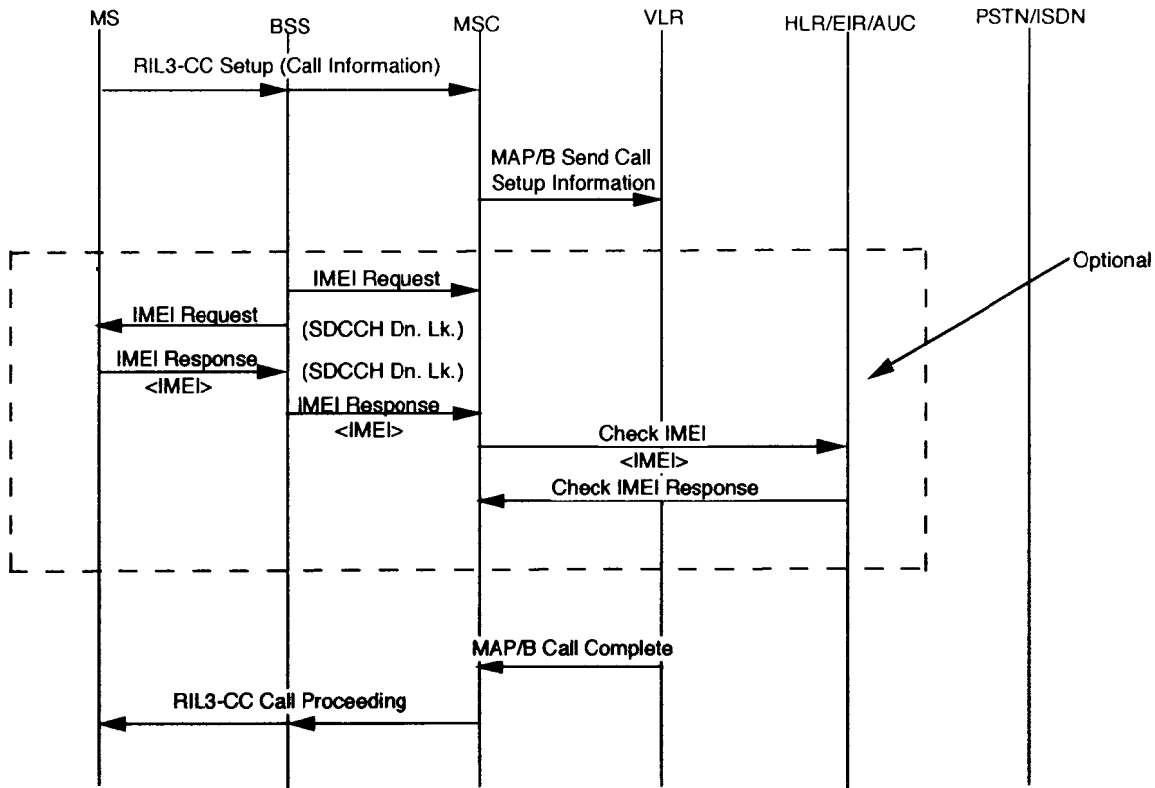 MS BSS MSC VLR HLR/EIR/AUC PSTN/ISDN
RIL3-CC Setup (Call Information)
MAP/B Send Call
Setup Information
Optional
IMEI Request
IMEI Request
(SDCCH Dn. Lk.)
IMEI Response
<IMEI>
(SDCCH Dn. Lk.)
IMEI Response
<IMEI>
Check IMEI
<IMEI>
Check IMEI Response
MAP/B Call Complete
RIL3-CC Call Proceeding